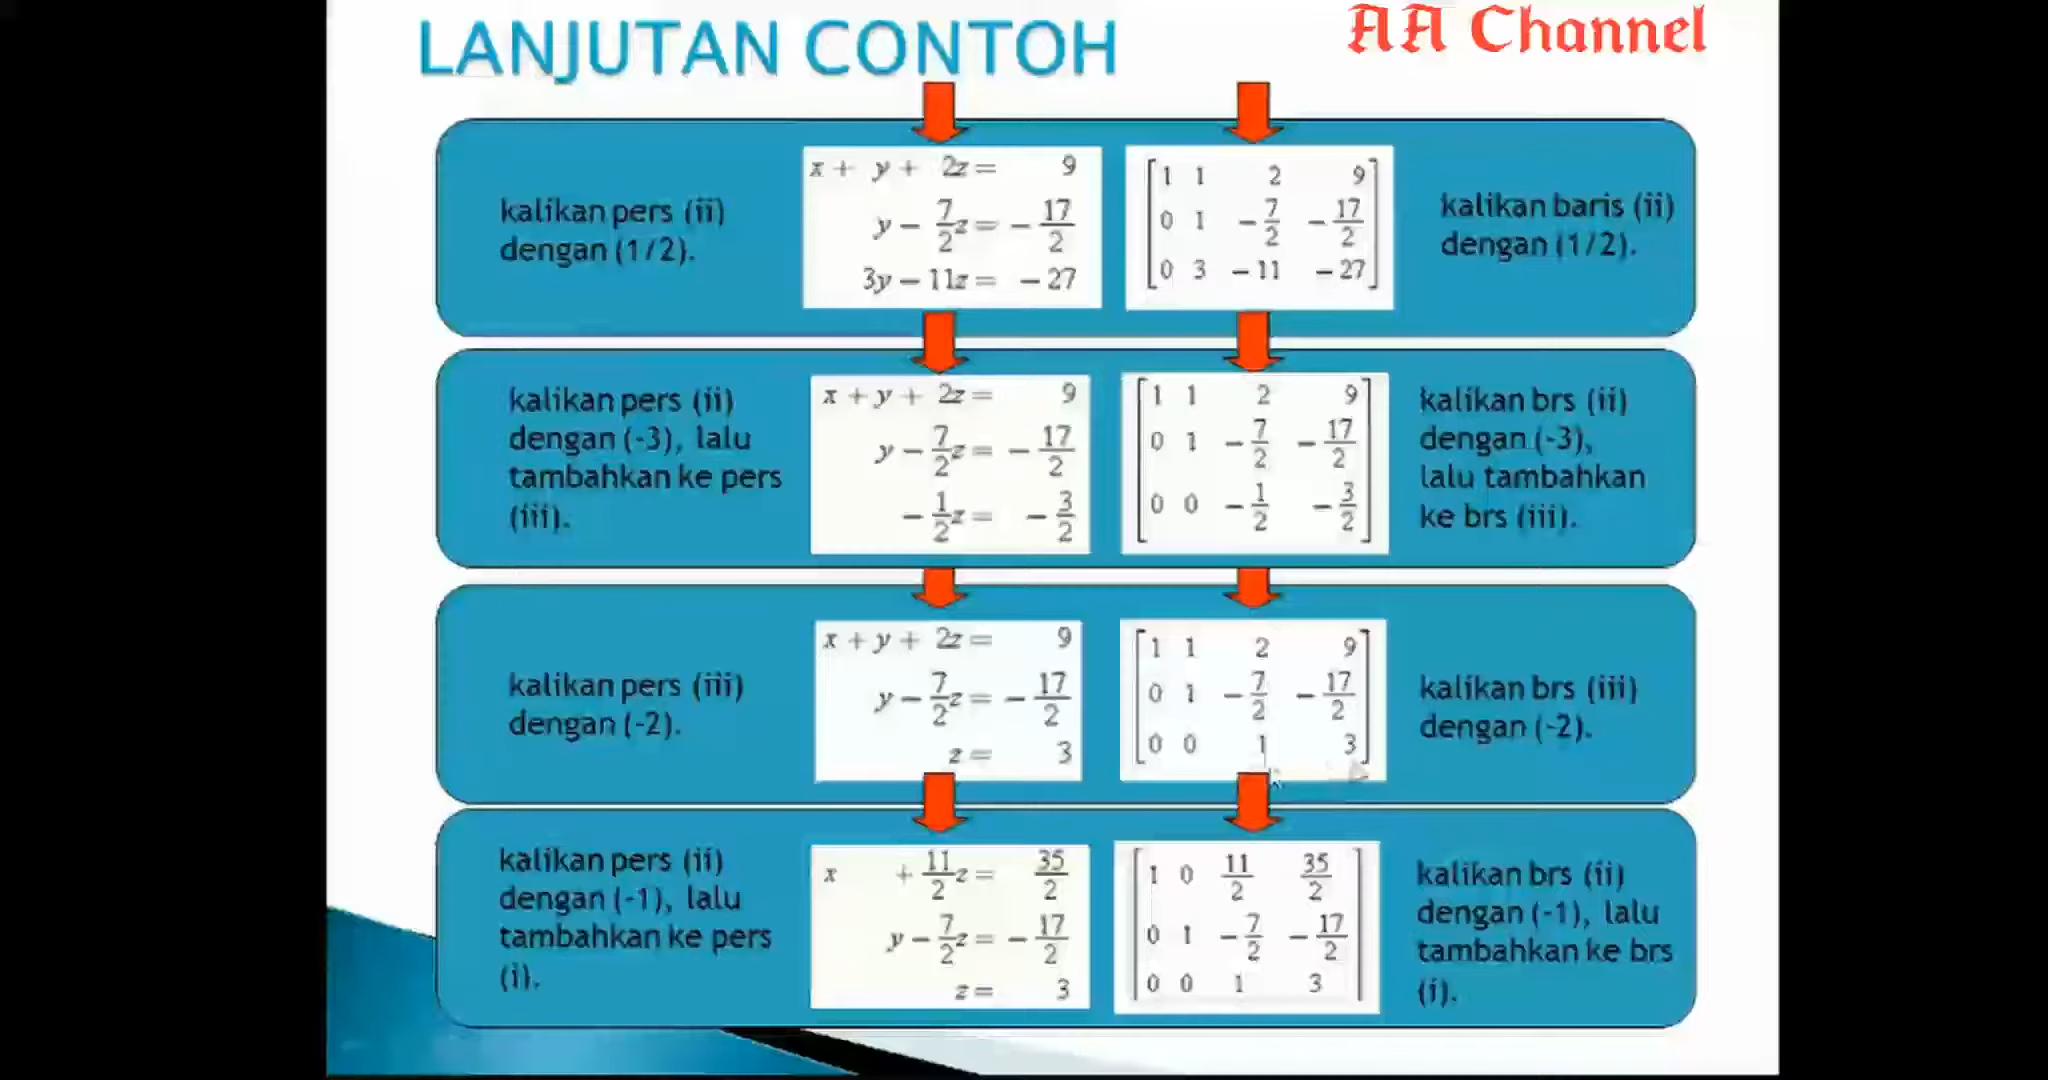 LANJUTAN CONTOH
AA Channel
kalikan pers (ii)
dengan (1/2).
x + y + 2z = 9
y − 7/2 z = − 17/2
3y − 11z = − 27
1 1 2 9
0 1 − 7/2 − 17/2
0 3 − 11 − 27
kalikan baris (ii)
dengan (1/2).
kalikan pers (ii)
dengan (-3), lalu
tambahkan ke pers
(iii).
x + y + 2z = 9
y − 7/2 z = − 17/2
− 1/2 z = − 3/2
1 1 2 9
0 1 − 7/2 − 17/2
0 0 − 1/2 − 3/2
kalikan brs (ii)
dengan (-3),
lalu tambahkan
ke brs (iii).
kalikan pers (iii)
dengan (-2).
x + y + 2z = 9
y − 7/2 z = − 17/2
z = 3
1 1 2 9
0 1 − 7/2 − 17/2
0 0 1 3
kalikan brs (iii)
dengan (-2).
kalikan pers (ii)
dengan (-1), lalu
tambahkan ke pers
(i).
x + 11/2 z = 35/2
y − 7/2 z = − 17/2
z = 3
1 0 11/2 35/2
0 1 − 7/2 − 17/2
0 0 1 3
kalikan brs (ii)
dengan (-1), lalu
tambahkan ke brs
(i).